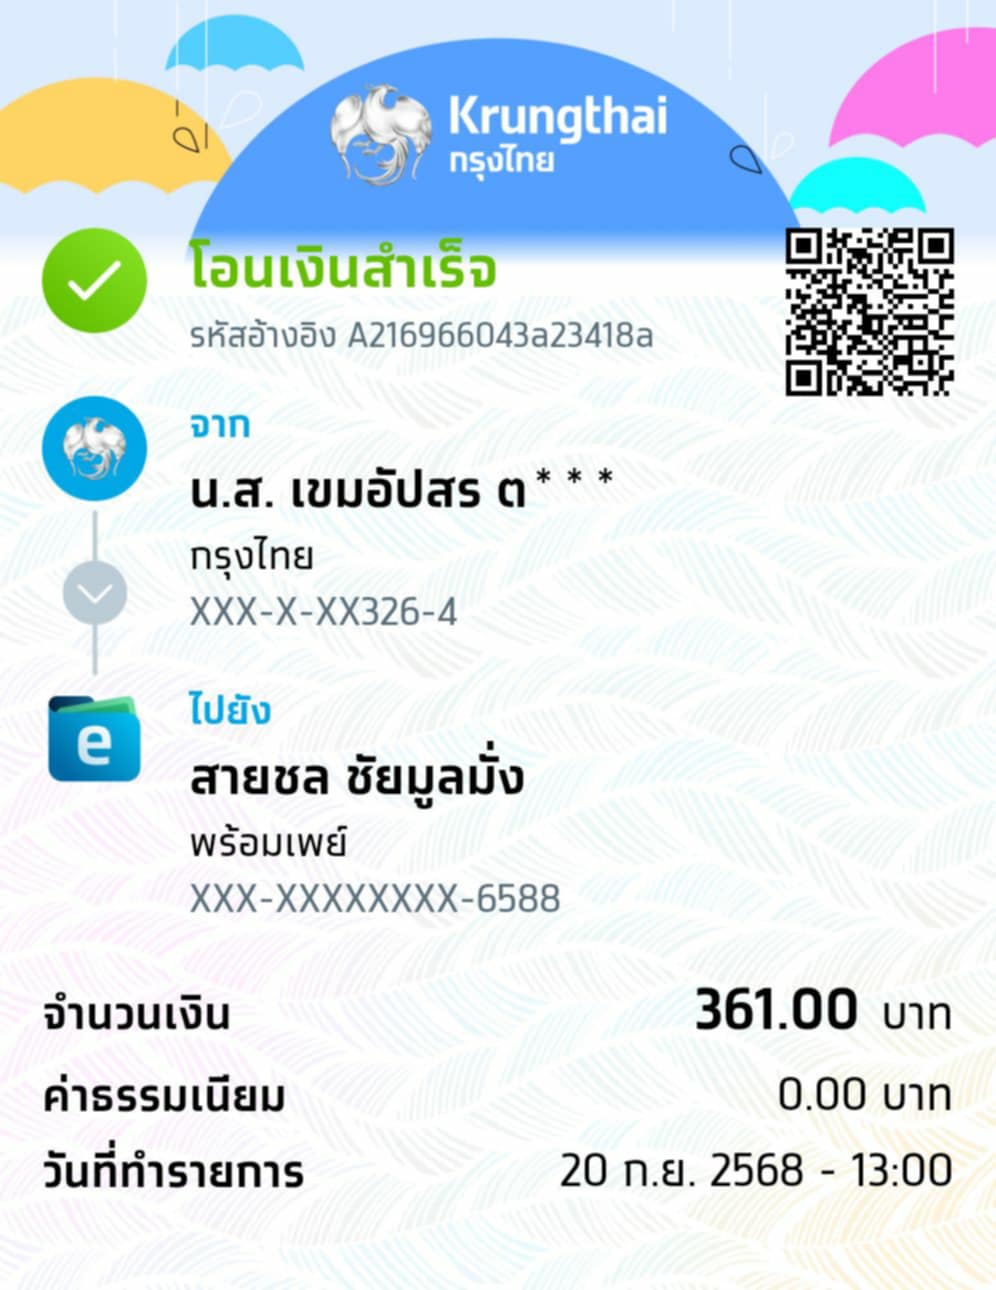 Krungthai
กรุงไทย
โอนเงินสำเร็จ
รหัสอ้างอิง A216966043a23418a
จาก
น.ส. เขมอัปสร ต***
กรุงไทย
XXX-X-XX326-4
ไปยัง
e
สายชล ชัยมูลมั่ง
พร้อมเพย์
XXX-XXXXXXXX-6588
จำนวนเงิน 361.00 บาท
ค่าธรรมเนียม 0.00 บาท
วันที่ทำรายการ 20 ก.ย. 2568 - 13:00